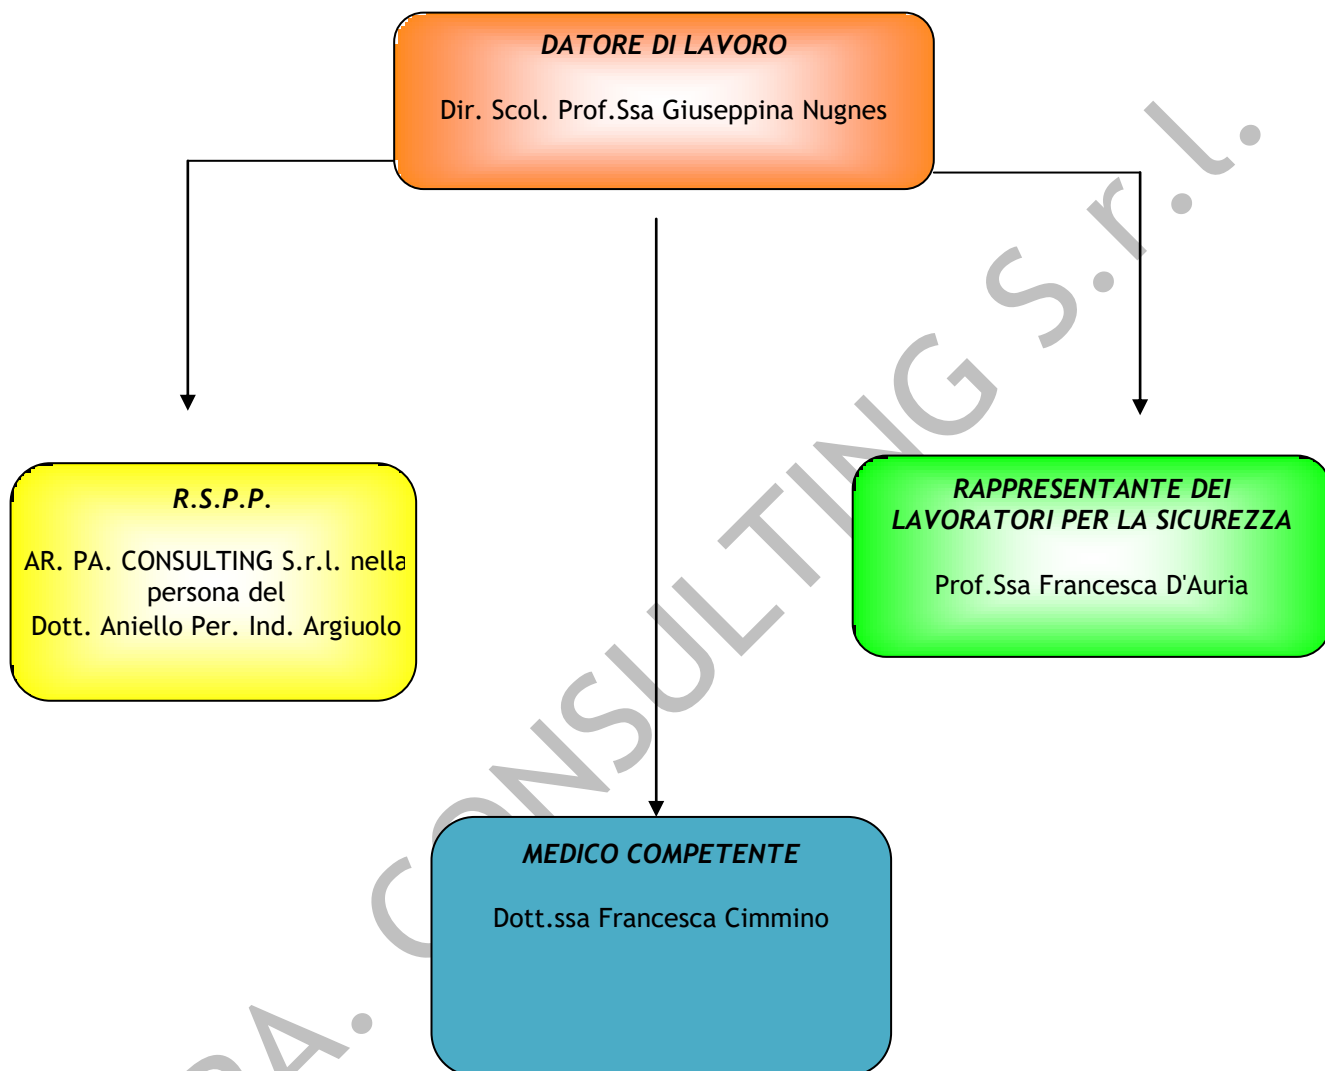 DATORE DI LAVORO
Dir. Scol. Prof.Ssa Giuseppina Nugnes
R.S.P.P.
AR. PA. CONSULTING S.r.l. nella
persona del
Dott. Aniello Per. Ind. Argiuolo
RAPPRESENTANTE DEI
LAVORATORI PER LA SICUREZZA
Prof.Ssa Francesca D'Auria
MEDICO COMPETENTE
Dott.ssa Francesca Cimmino
PA. CONSULTING S.r.l.